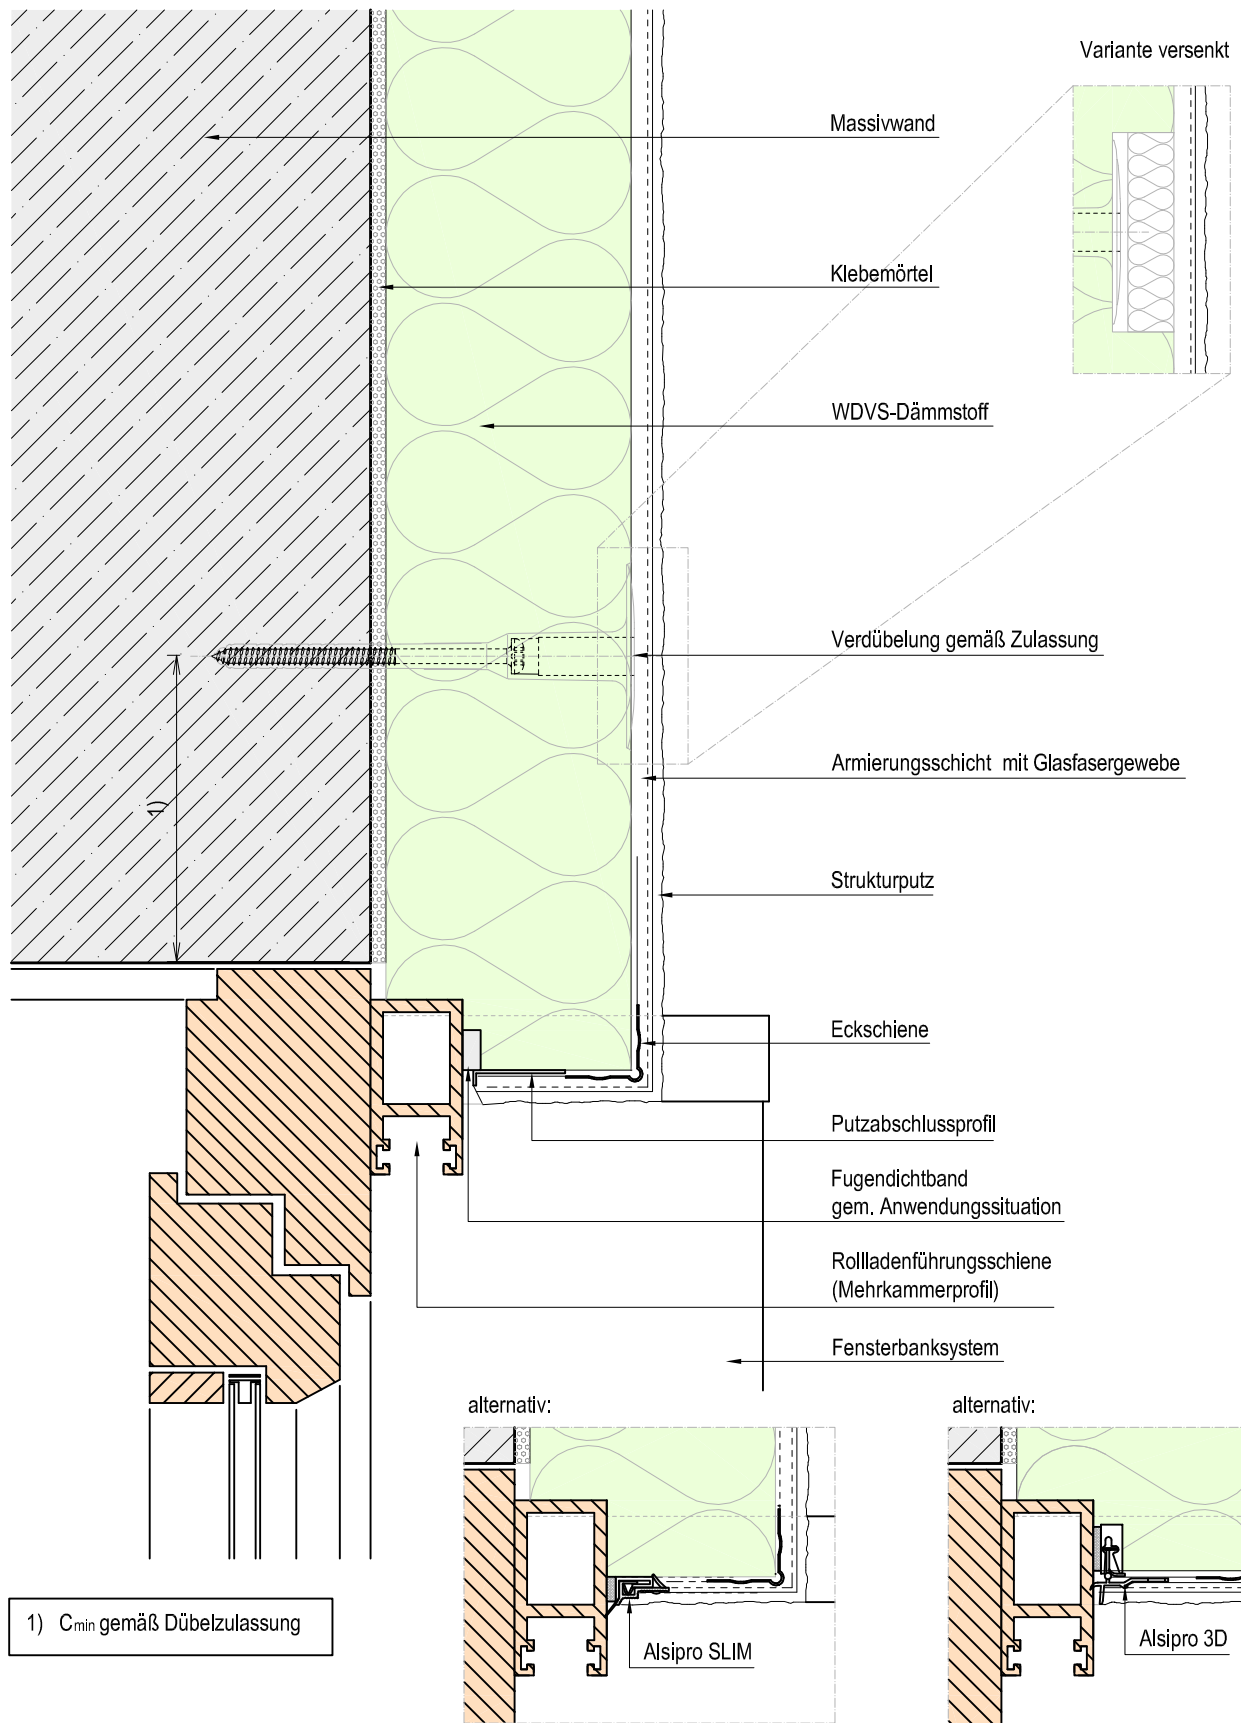 Variante versenkt
Massivwand
Klebemörtel
WDVS-Dämmstoff
Verdübelung gemäß Zulassung
Armierungsschicht mit Glasfasergewebe
1)
Strukturputz
Eckschiene
Putzabschlussprofil
Fugendichtband
gem. Anwendungssituation
Rollladenführungsschiene
(Mehrkammerprofil)
Fensterbanksystem
alternativ:
alternativ:
1) Cmin gemäß Dübelzulassung
Alsipro SLIM
Alsipro 3D